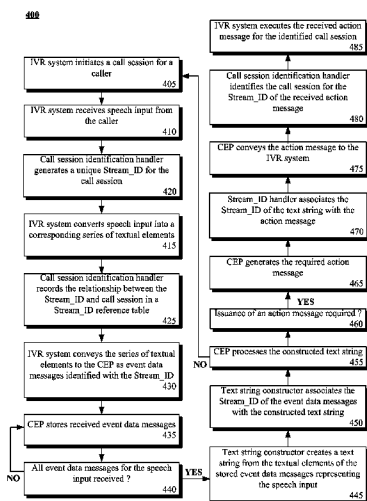 400
IVR system initiates a call session for a
caller
405
IVR system receives speech input from
the caller
410
Call session identification handler
generates a unique Stream_ID for the
call session
420
IVR system converts speech input into a
corresponding series of textual elements
415
Call session identification handler
records the relationship between the
Stream_ID and call session in a
Stream_ID reference table
425
IVR system conveys the series of textual
elements to the CEP as event data
messages identified with the Stream_ID
430
CEP stores received event data messages
435
All event data messages for the speech
input received ?
440
NO
YES
Text string constructor creates a text
string from the textual elements of the
stored event data messages representing
the speech input
445
Text string constructor associates the
Stream_ID of the event data messages
with the constructed text string
450
CEP processes the constructed text string
455
Issuance of an action message required ?
460
NO
YES
CEP generates the required action
message
465
Stream_ID handler associates the
Stream_ID of the text string with the
action message
470
CEP conveys the action message to the
IVR system
475
Call session identification handler
identifies the call session for the
Stream_ID of the received action
message
480
IVR system executes the received action
message for the identified call session
485